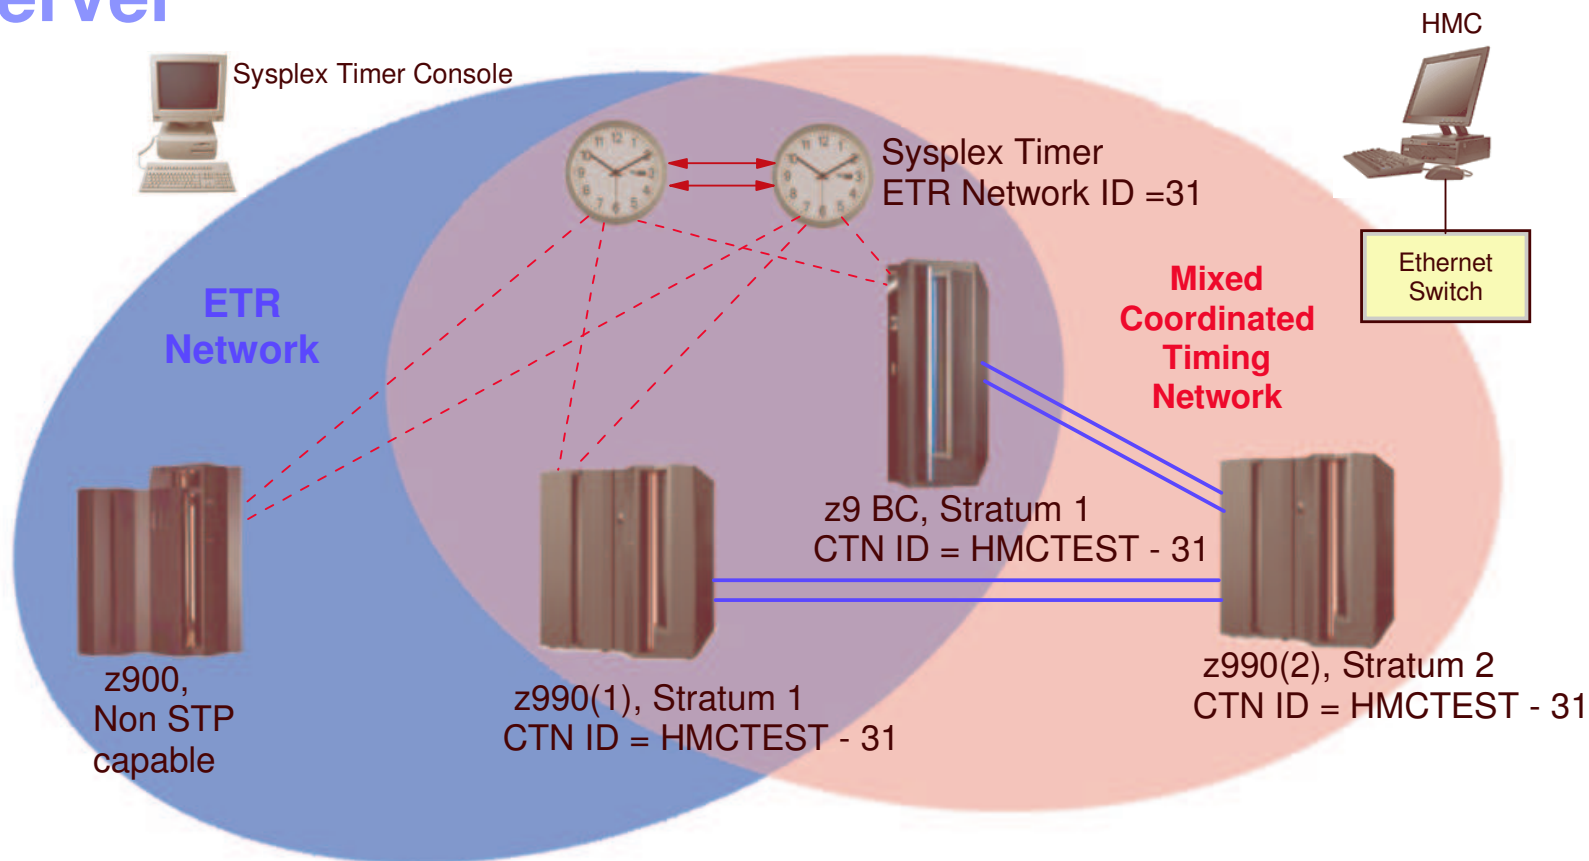 HMC
Sysplex Timer Console
Sysplex Timer
ETR Network ID =31
Ethernet
Switch
ETR
Network
Mixed
Coordinated
Timing
Network
z9 BC, Stratum 1
CTN ID = HMCTEST - 31
z900,
Non STP
capable
z990(1), Stratum 1
CTN ID = HMCTEST - 31
z990(2), Stratum 2
CTN ID = HMCTEST - 31